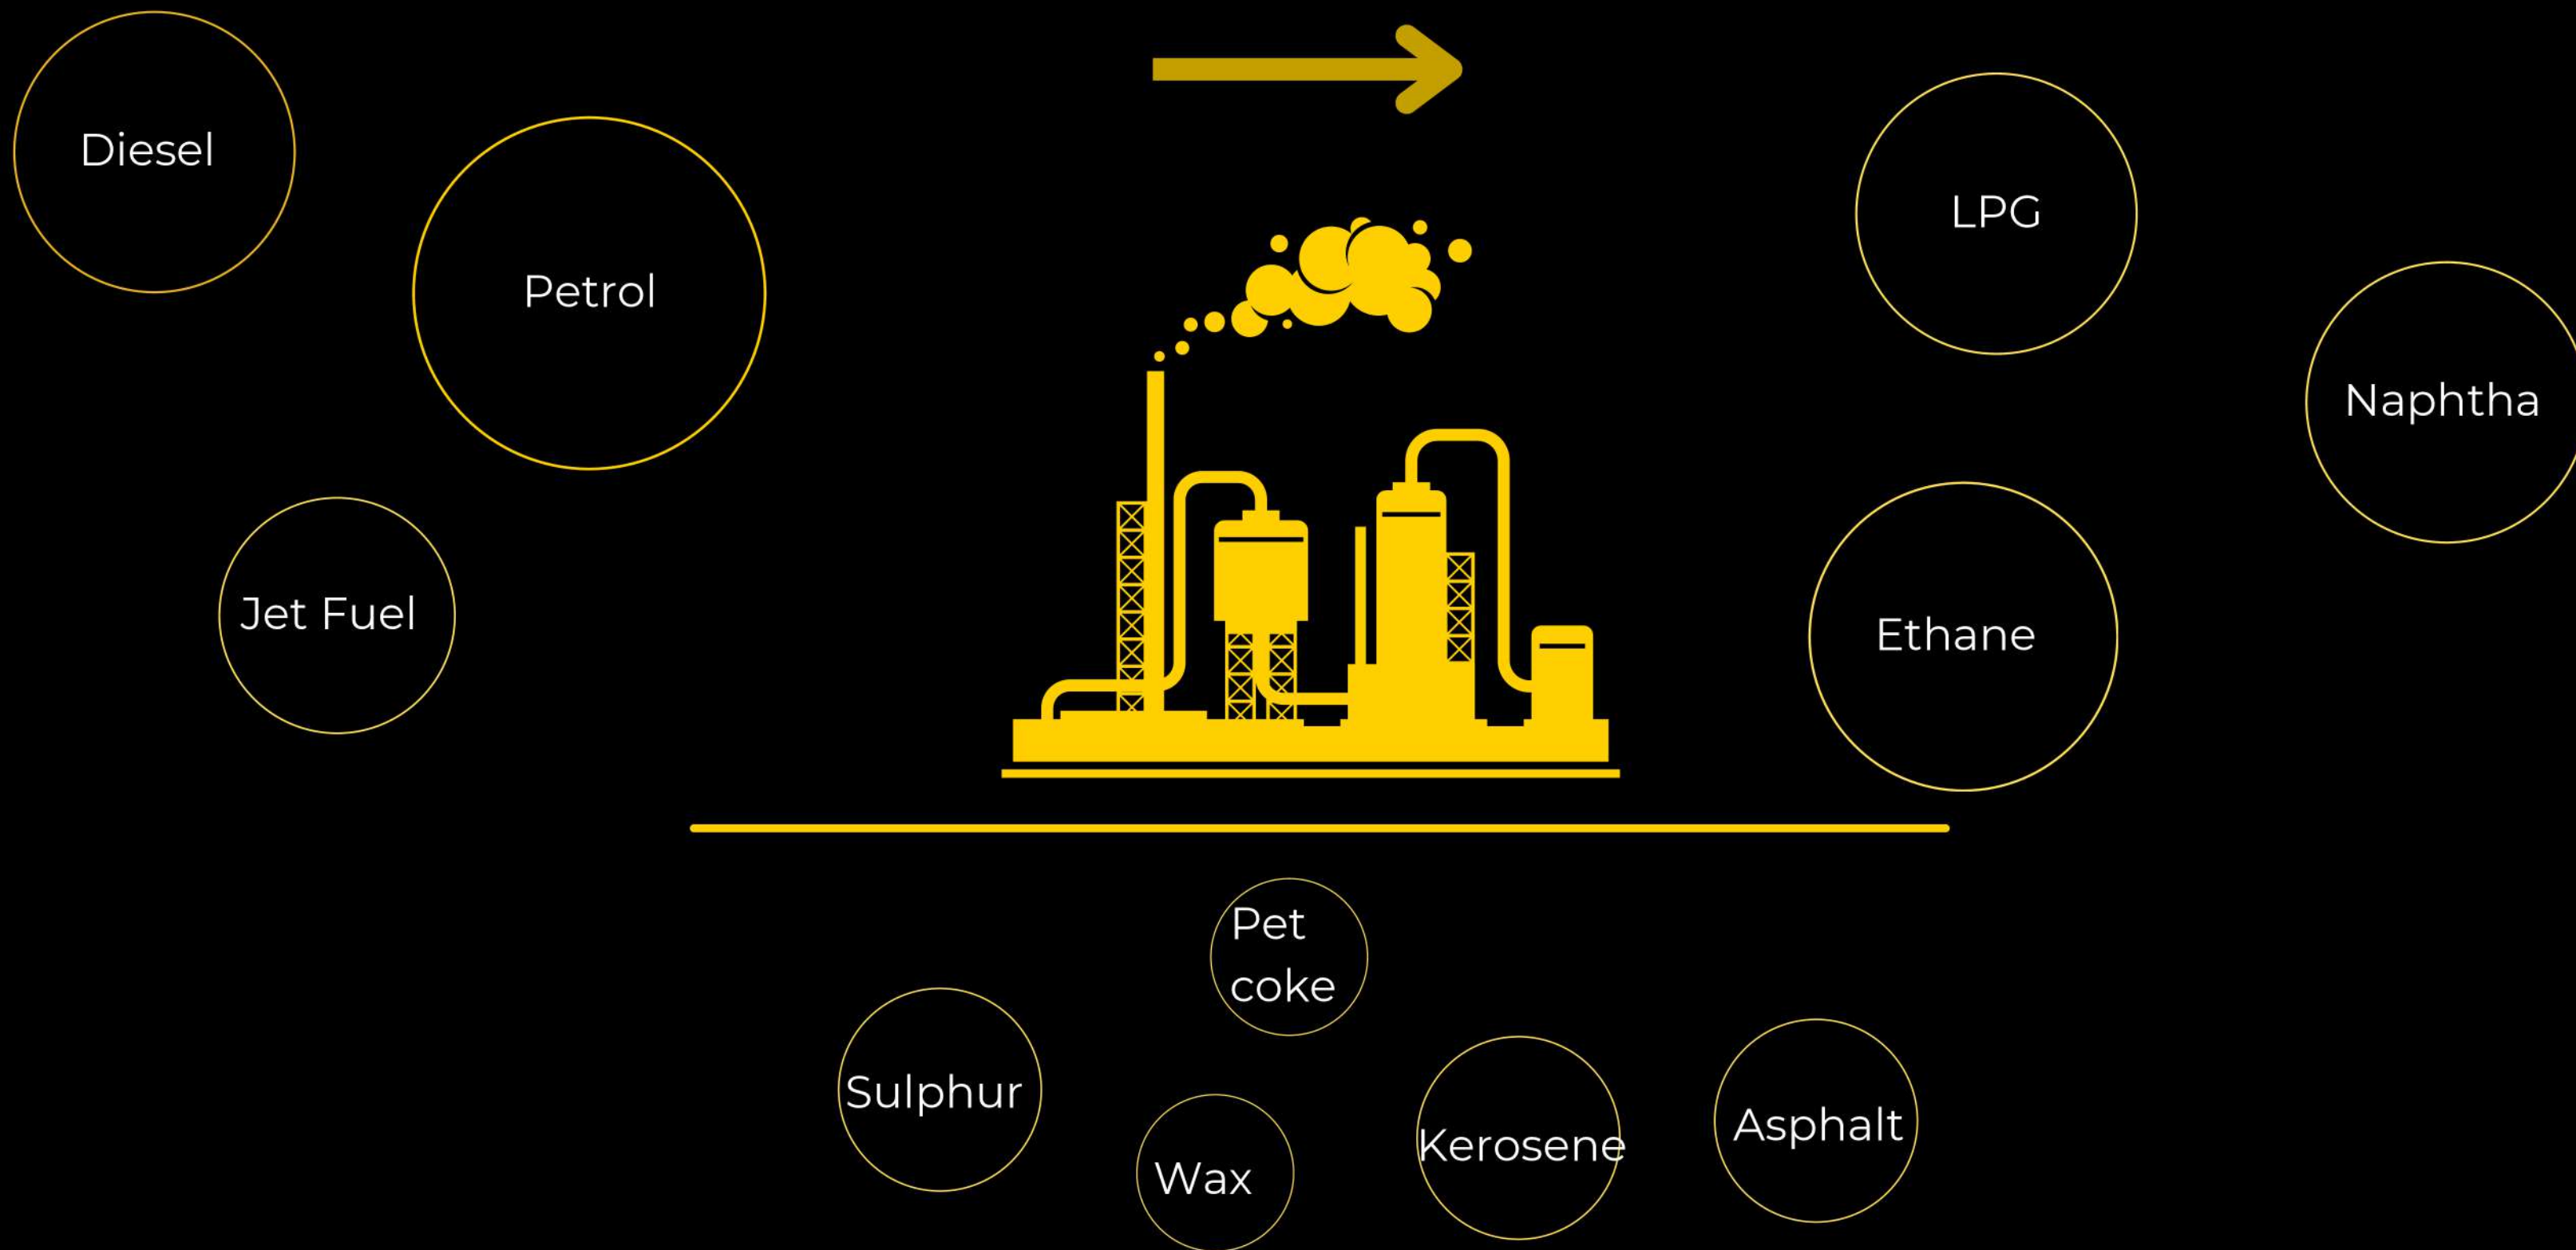 Diesel
Petrol
Jet Fuel
LPG
Naphtha
Ethane
Pet
coke
Sulphur
Wax
Kerosene
Asphalt